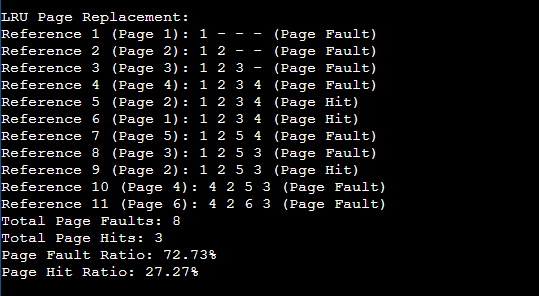 LRU Page Replacement:
Reference 1 (Page 1): 1 - - - (Page Fault)
Reference 2 (Page 2): 1 2 - - (Page Fault)
Reference 3 (Page 3): 1 2 3 - (Page Fault)
Reference 4 (Page 4): 1 2 3 4 (Page Fault)
Reference 5 (Page 2): 1 2 3 4 (Page Hit)
Reference 6 (Page 1): 1 2 3 4 (Page Hit)
Reference 7 (Page 5): 1 2 5 4 (Page Fault)
Reference 8 (Page 3): 1 2 5 3 (Page Fault)
Reference 9 (Page 2): 1 2 5 3 (Page Hit)
Reference 10 (Page 4): 4 2 5 3 (Page Fault)
Reference 11 (Page 6): 4 2 6 3 (Page Fault)
Total Page Faults: 8
Total Page Hits: 3
Page Fault Ratio: 72.73%
Page Hit Ratio: 27.27%